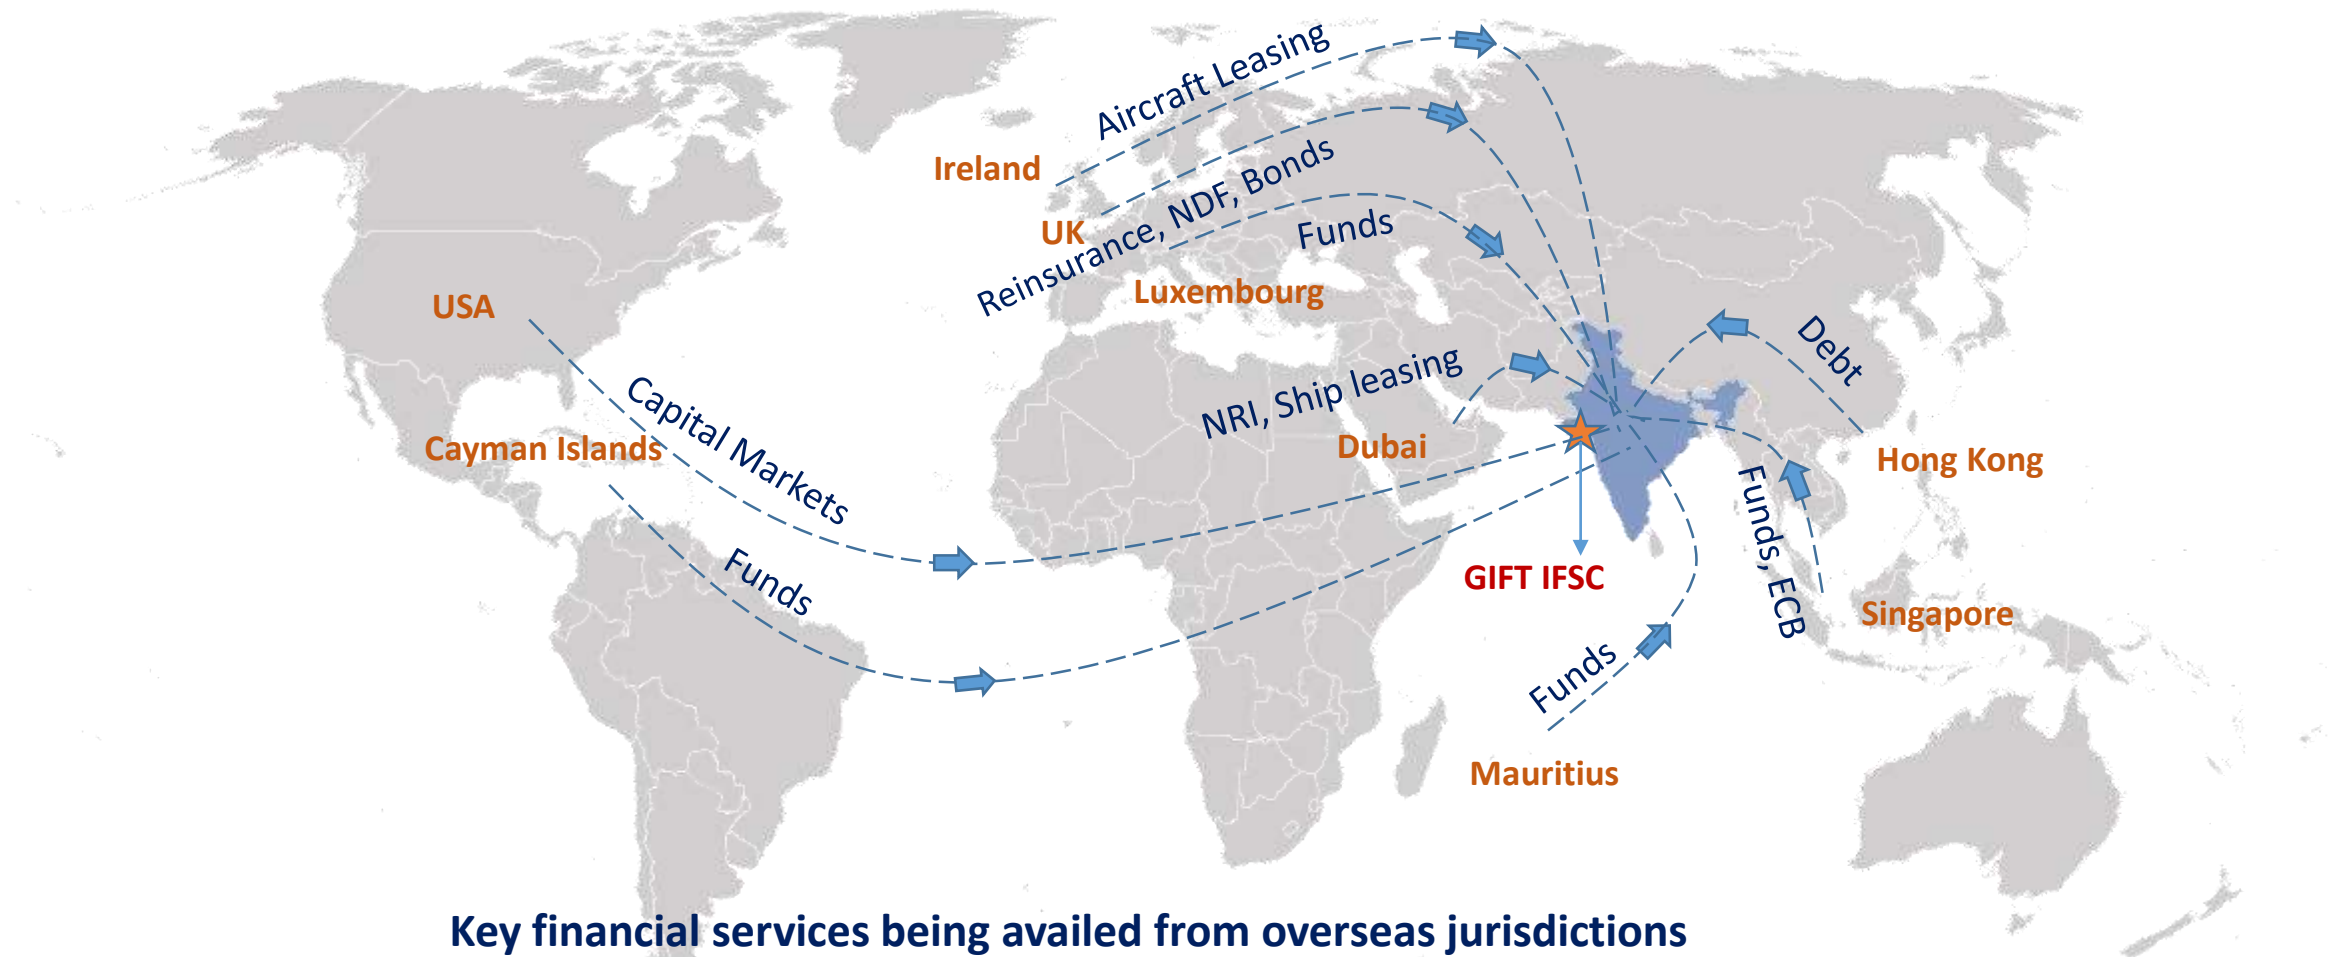 Aircraft Leasing
Ireland
Reinsurance, NDF, Bonds
UK
Funds
Luxembourg
USA
Capital Markets
Cayman Islands
Funds
NRI, Ship leasing
Dubai
Debt
Hong Kong
Funds, ECB
Singapore
GIFT IFSC
Funds
Mauritius
Key financial services being availed from overseas jurisdictions